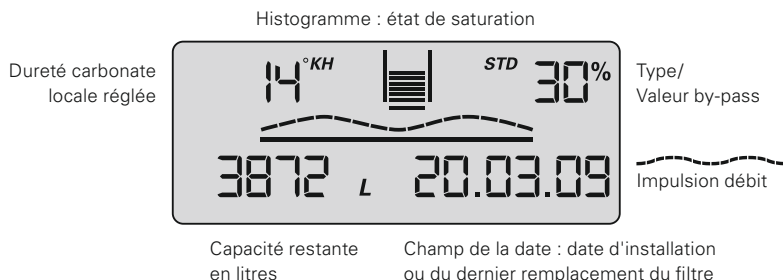 Histogramme : état de saturation
Dureté carbonate
locale réglée
14°KH
STD 30%
Type/
Valeur by-pass
3872 L 20.03.09
Impulsion débit
Capacité restante
en litres
Champ de la date : date d'installation
ou du dernier remplacement du filtre